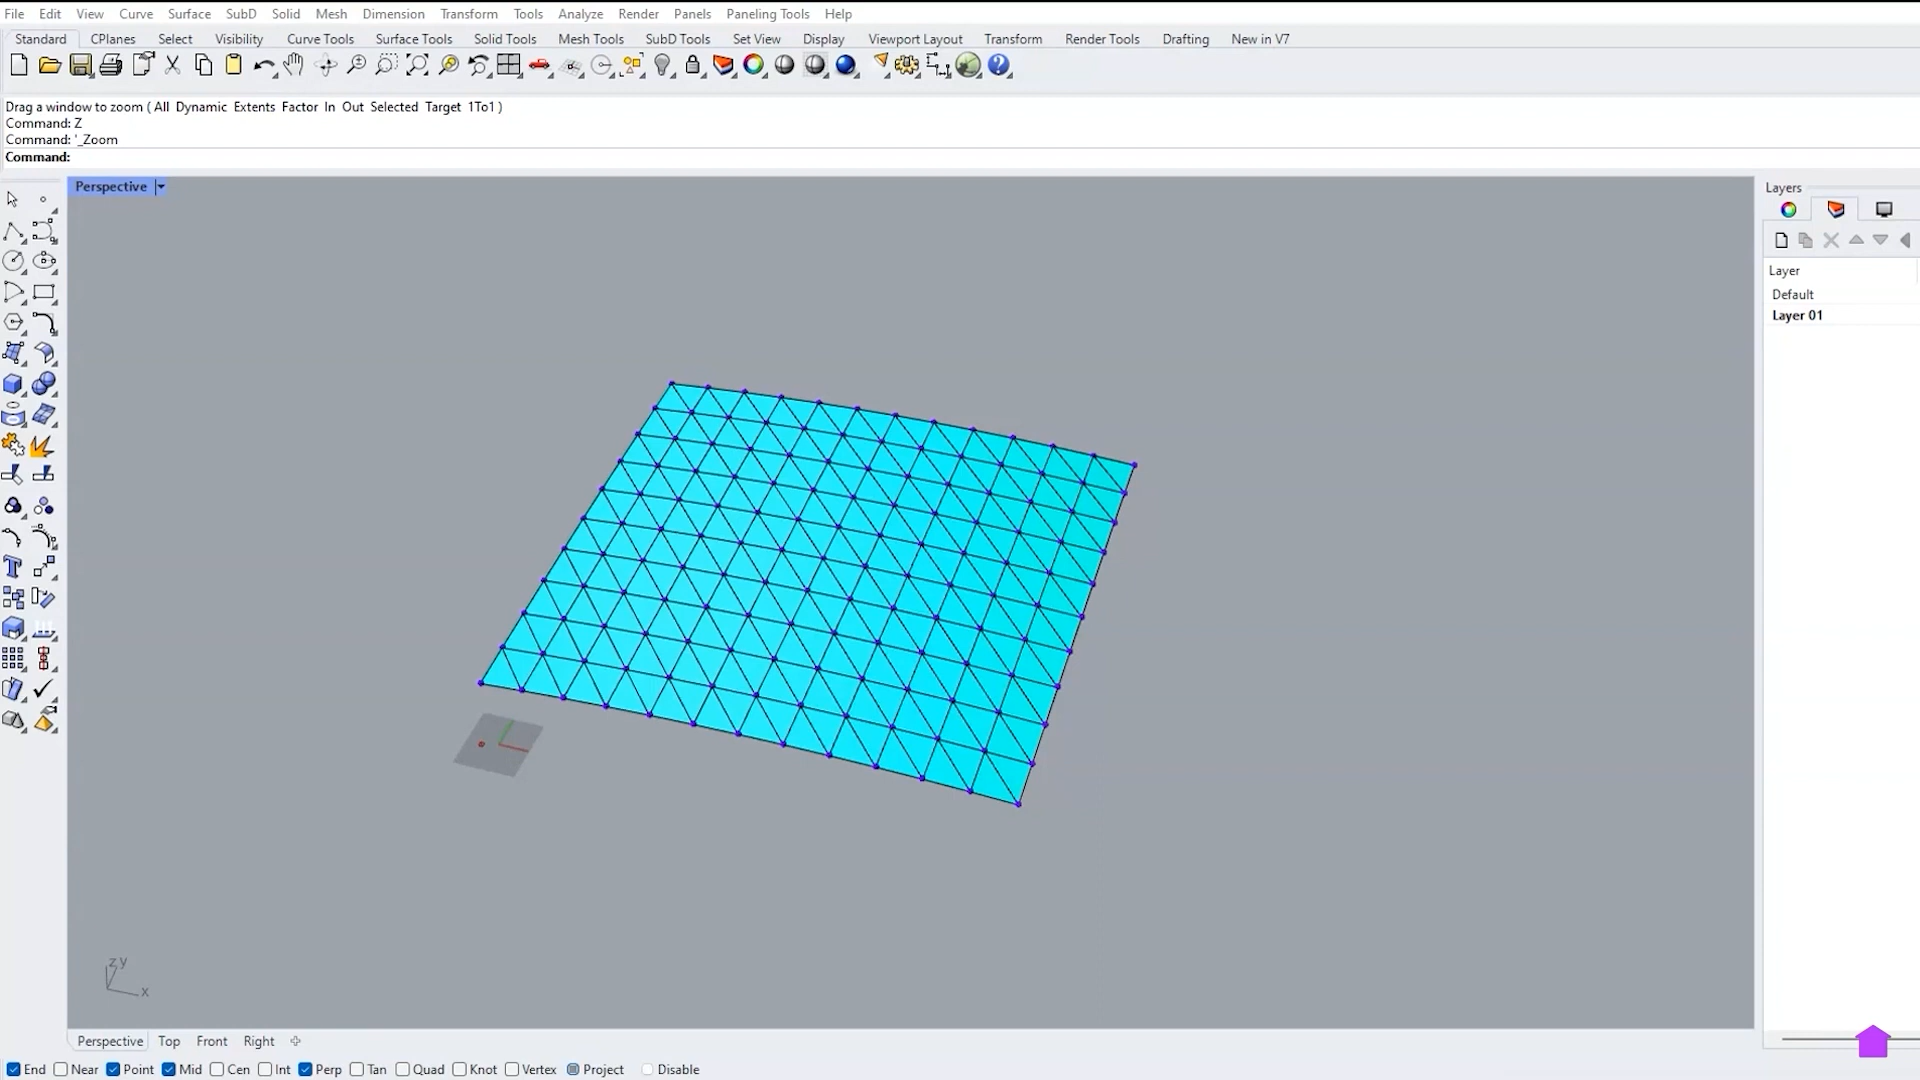 File Edit View Curve Surface SubD Solid Mesh Dimension Transform Tools Analyze Render Panels Paneling Tools Help
Standard CPlanes Select Visibility Curve Tools Surface Tools Solid Tools Mesh Tools SubD Tools Set View Display Viewport Layout Transform Render Tools Drafting New in V7
Drag a window to zoom ( All Dynamic Extents Factor In Out Selected Target 1To1 )
Command: Z
Command: '_Zoom
Command:
Perspective
Layers
Layer
Default
Layer 01
z y
x
Perspective Top Front Right
End Near Point Mid Cen Int Perp Tan Quad Knot Vertex Project Disable